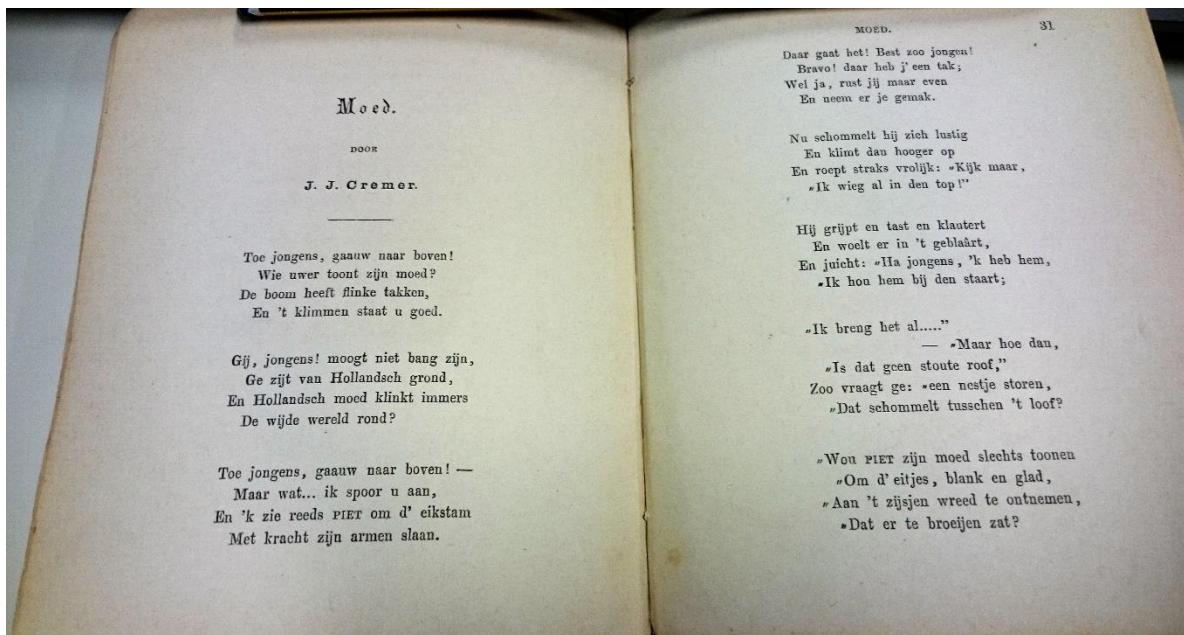 Moed.
DOOR
J. J. Cremer.
Toe jongens, gaauw naar boven!
Wie uwer toont zijn moed?
De boom heeft flinke takken,
En 't klimmen staat u goed.
Gij, jongens! moogt niet bang zijn,
Ge zijt van Hollandsch grond,
En Hollandsch moed klinkt immers
De wijde wereld rond?
Toe jongens, gaauw naar boven! —
Maar wat... ik spoor u aan,
En 'k zie reeds PIET om d' eikstam
Met kracht zijn armen slaan.
MOED. 31
Daar gaat het! Best zoo jongen!
Bravo! daar heb j' een tak;
Wel ja, rust jij maar even
En neem er je gemak.
Nu schommelt hij zich lustig
En klimt dan hooger op
En roept straks vrolijk: „Kijk maar,
„Ik wieg al in den top!"
Hij grijpt en tast en klautert
En woelt er in 't geblaârt,
En juicht: „Ha jongens, 'k heb hem,
„Ik hou hem bij den staart;
„Ik breng het al....."
— „Maar hoe dan,
„Is dat geen stoute roof,"
Zoo vraagt ge: „een nestje storen,
„Dat schommelt tusschen 't loof?
„Wou PIET zijn moed slechts toonen
„Om d' eitjes, blank en glad,
„Aan 't zijsjen wreed te ontnemen,
„Dat er te broeijen zat?